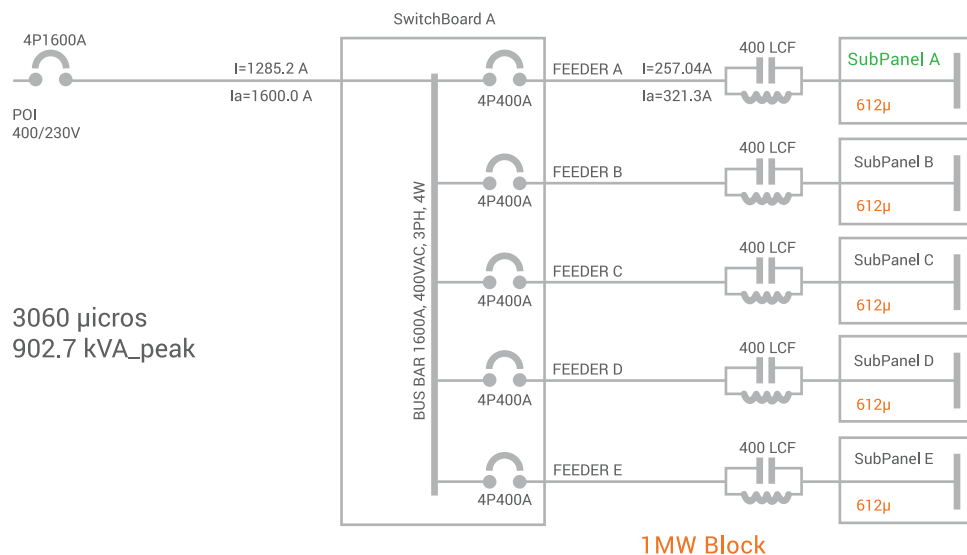 SwitchBoard A
4P1600A
I=1285.2 A
Ia=1600.0 A
POI
400/230V
BUS BAR 1600A, 400VAC, 3PH, 4W
4P400A
FEEDER A
I=257.04A
Ia=321.3A
400 LCF
SubPanel A
612µ
4P400A
FEEDER B
400 LCF
SubPanel B
612µ
4P400A
FEEDER C
400 LCF
SubPanel C
612µ
3060 µicros
902.7 kVA_peak
4P400A
FEEDER D
400 LCF
SubPanel D
612µ
4P400A
FEEDER E
400 LCF
SubPanel E
612µ
1MW Block